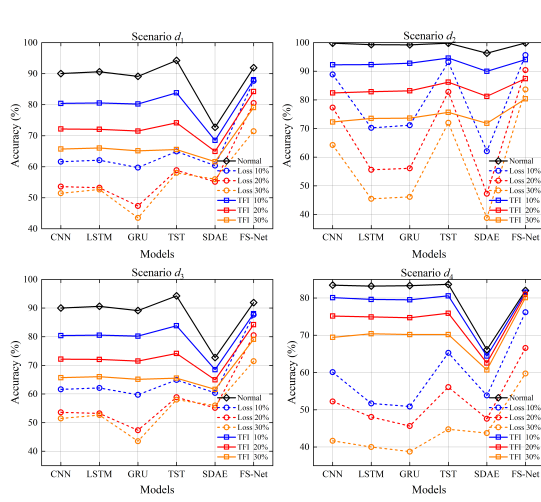 Scenario d1
Accuracy (%)
100
90
80
70
60
50
40
CNN LSTM GRU TST SDAE FS-Net
Models
Normal
Loss 10%
Loss 20%
Loss 30%
TFI 10%
TFI 20%
TFI 30%
Scenario d2
Accuracy (%)
100
90
80
70
60
50
40
CNN LSTM GRU TST SDAE FS-Net
Models
Normal
Loss 10%
Loss 20%
Loss 30%
TFI 10%
TFI 20%
TFI 30%
Scenario d3
Accuracy (%)
100
90
80
70
60
50
40
CNN LSTM GRU TST SDAE FS-Net
Models
Normal
Loss 10%
Loss 20%
Loss 30%
TFI 10%
TFI 20%
TFI 30%
Scenario d4
Accuracy (%)
80
70
60
50
40
CNN LSTM GRU TST SDAE FS-Net
Models
Normal
Loss 10%
Loss 20%
Loss 30%
TFI 10%
TFI 20%
TFI 30%